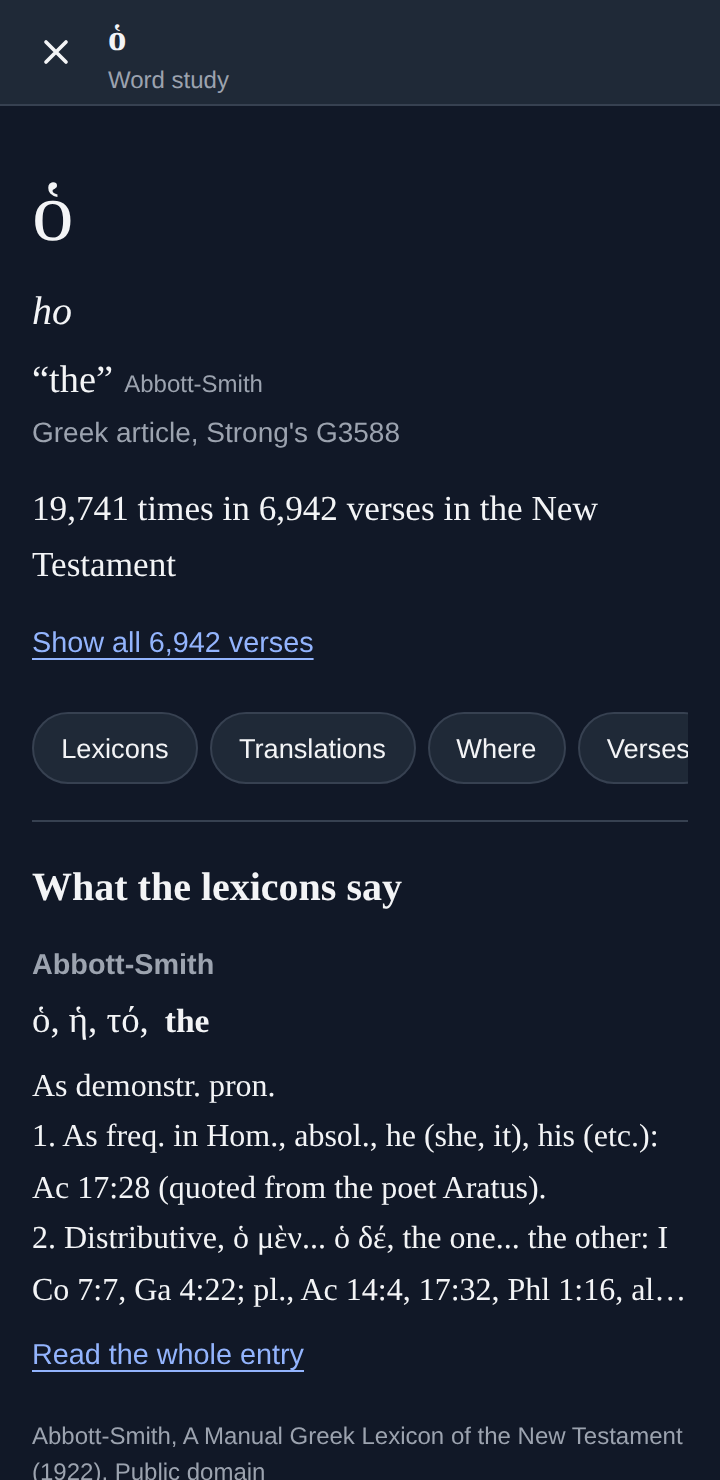 ὁ
Word study
ὁ
ho
“the” Abbott-Smith
Greek article, Strong's G3588
19,741 times in 6,942 verses in the New
Testament
Show all 6,942 verses
Lexicons Translations Where Verses
What the lexicons say
Abbott-Smith
ὁ, ἡ, τό, the
As demonstr. pron.
1. As freq. in Hom., absol., he (she, it), his (etc.):
Ac 17:28 (quoted from the poet Aratus).
2. Distributive, ὁ μὲν... ὁ δέ, the one... the other: I
Co 7:7, Ga 4:22; pl., Ac 14:4, 17:32, Phl 1:16, al…
Read the whole entry
Abbott-Smith, A Manual Greek Lexicon of the New Testament
(1922). Public domain